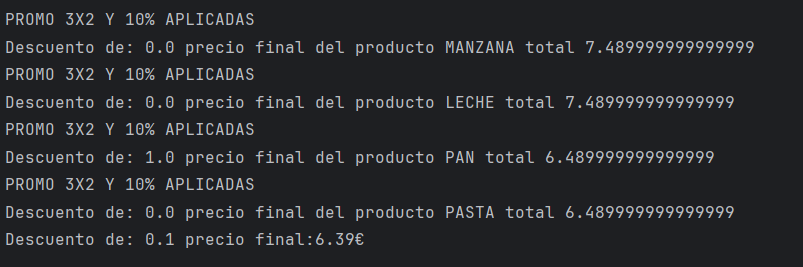 PROMO 3X2 Y 10% APLICADAS
Descuento de: 0.0 precio final del producto MANZANA total 7.489999999999999
PROMO 3X2 Y 10% APLICADAS
Descuento de: 0.0 precio final del producto LECHE total 7.489999999999999
PROMO 3X2 Y 10% APLICADAS
Descuento de: 1.0 precio final del producto PAN total 6.489999999999999
PROMO 3X2 Y 10% APLICADAS
Descuento de: 0.0 precio final del producto PASTA total 6.489999999999999
Descuento de: 0.1 precio final:6.39€